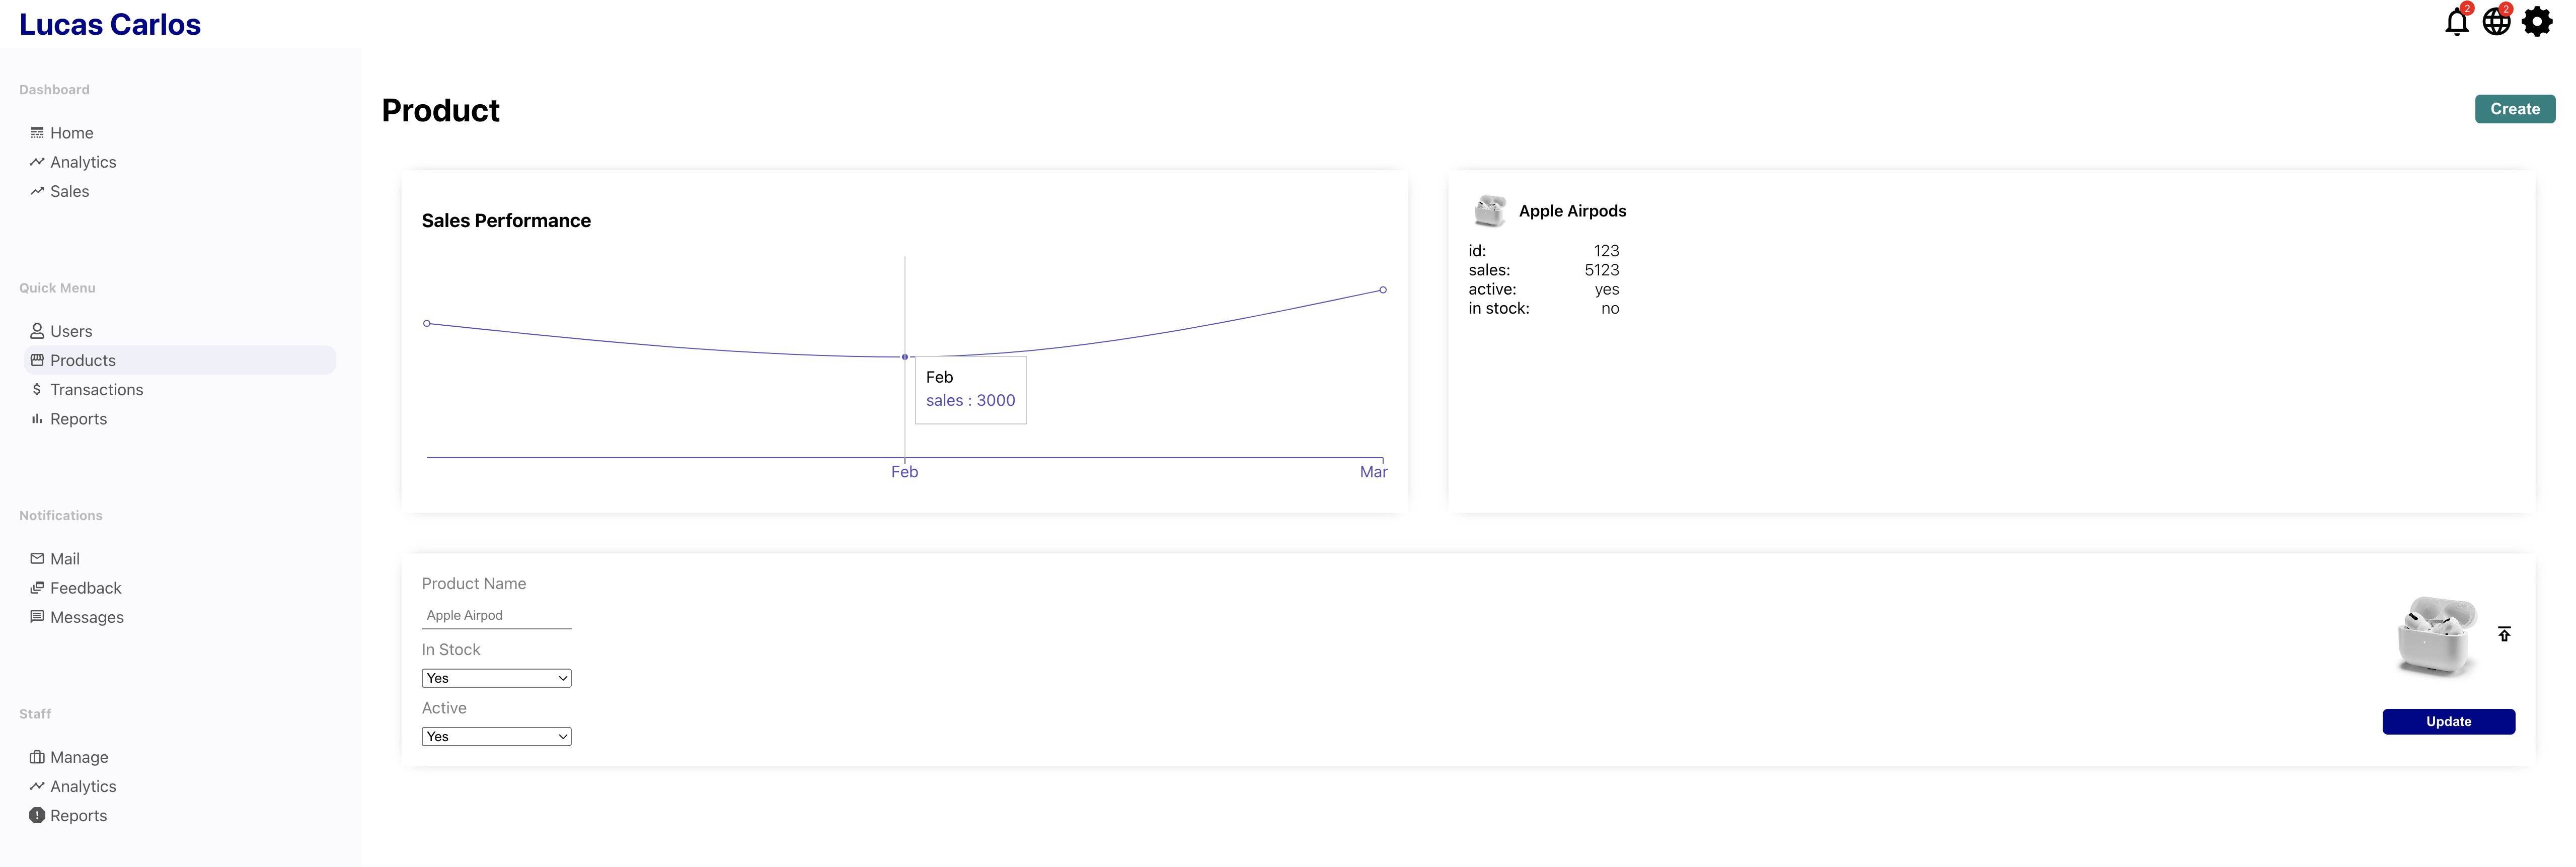 Lucas Carlos
2
2
Dashboard
Home
Analytics
Sales
Quick Menu
Users
Products
Transactions
Reports
Notifications
Mail
Feedback
Messages
Staff
Manage
Analytics
Reports
Product
Create
Sales Performance
Feb
sales : 3000
Feb
Mar
Apple Airpods
id: 123
sales: 5123
active: yes
in stock: no
Product Name
Apple Airpod
In Stock
Yes
Active
Yes
Update